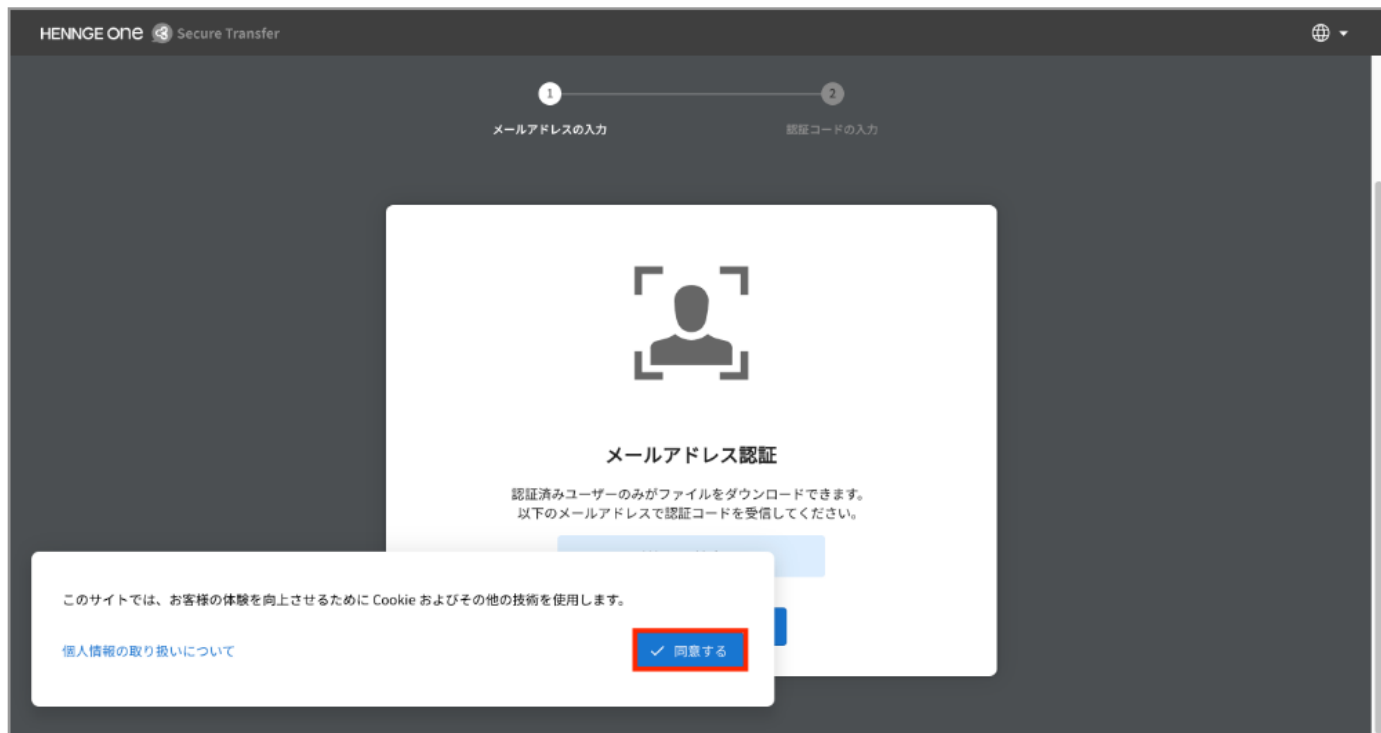 HENNGE One Secure Transfer
1
2
メールアドレスの入力
認証コードの入力
メールアドレス認証
認証済みユーザーのみがファイルをダウンロードできます。
以下のメールアドレスで認証コードを受信してください。
このサイトでは、お客様の体験を向上させるために Cookie およびその他の技術を使用します。
個人情報の取り扱いについて
同意する